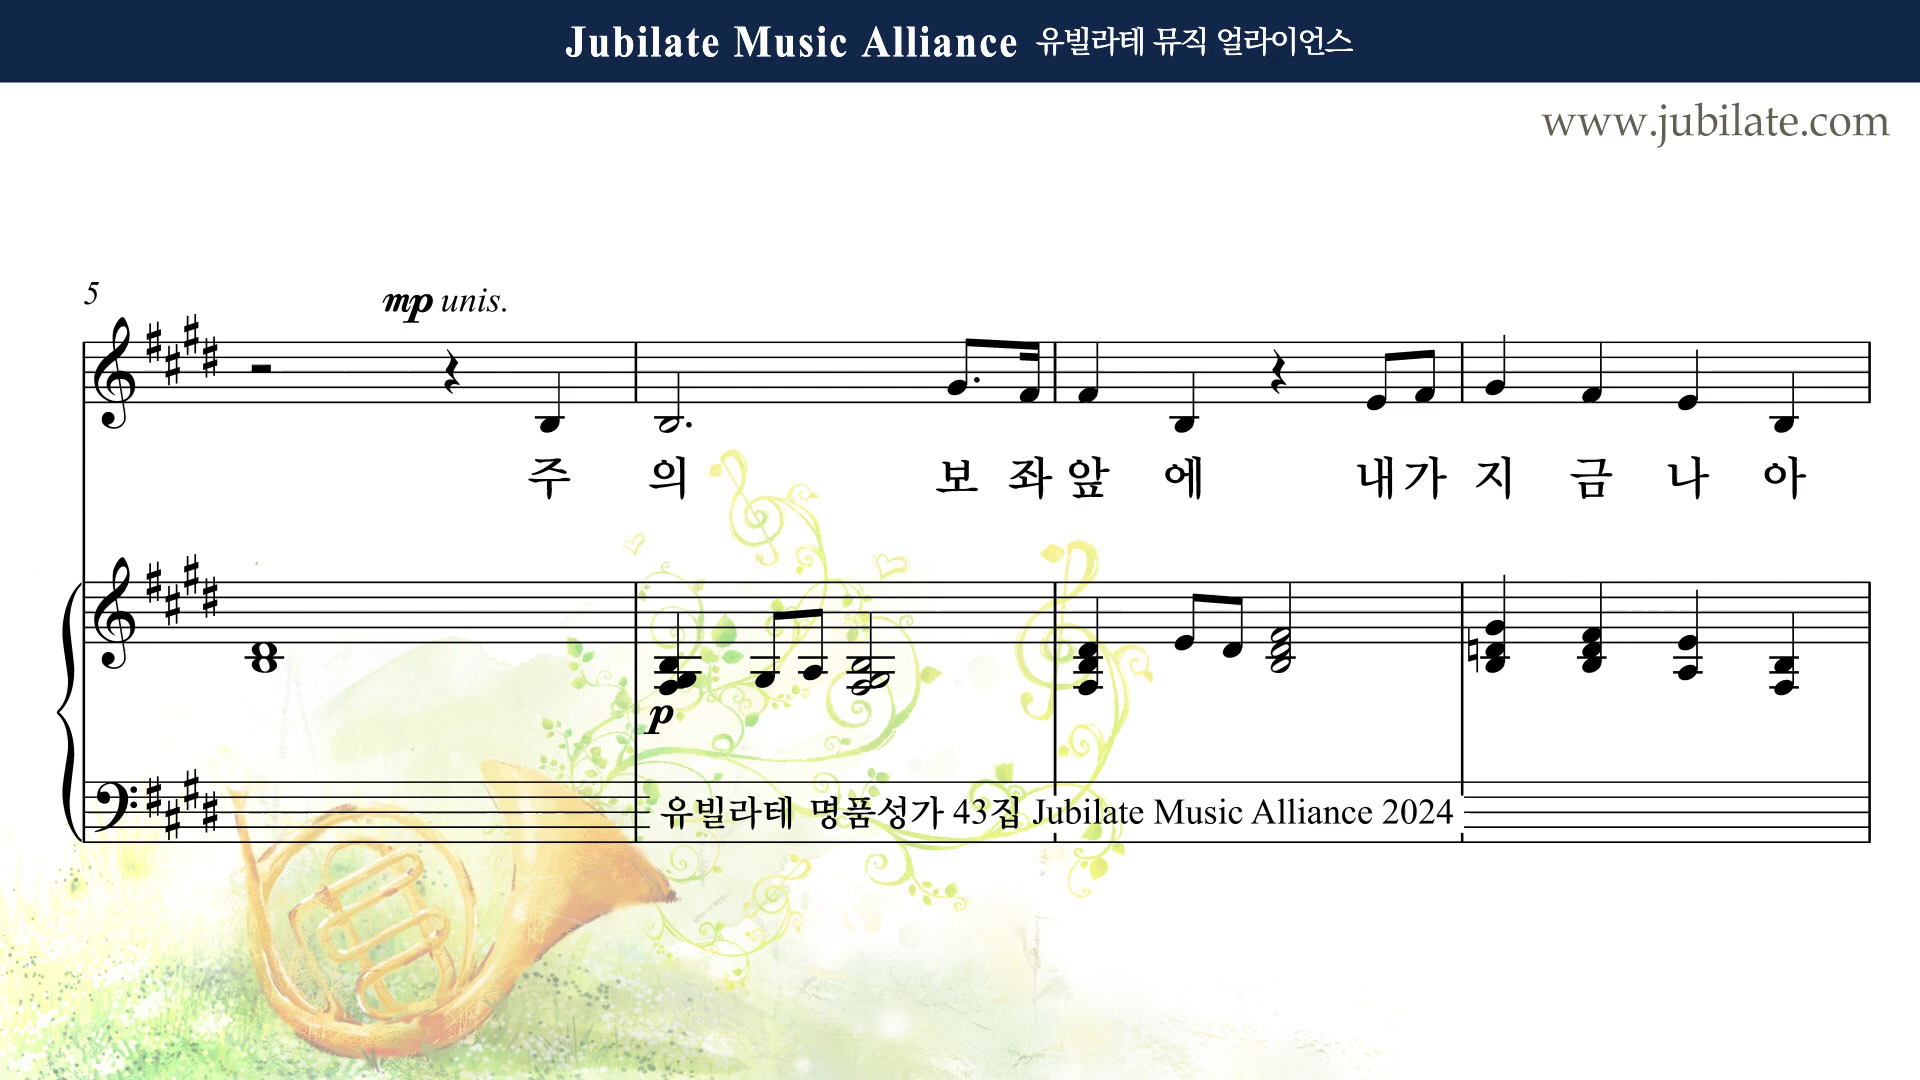 Jubilate Music Alliance 유빌라테 뮤직 얼라이언스
www.jubilate.com
5
mp unis.
주 의 보 좌 앞 에 내 가 지 금 나 아
p
유빌라테 명품성가 43집 Jubilate Music Alliance 2024